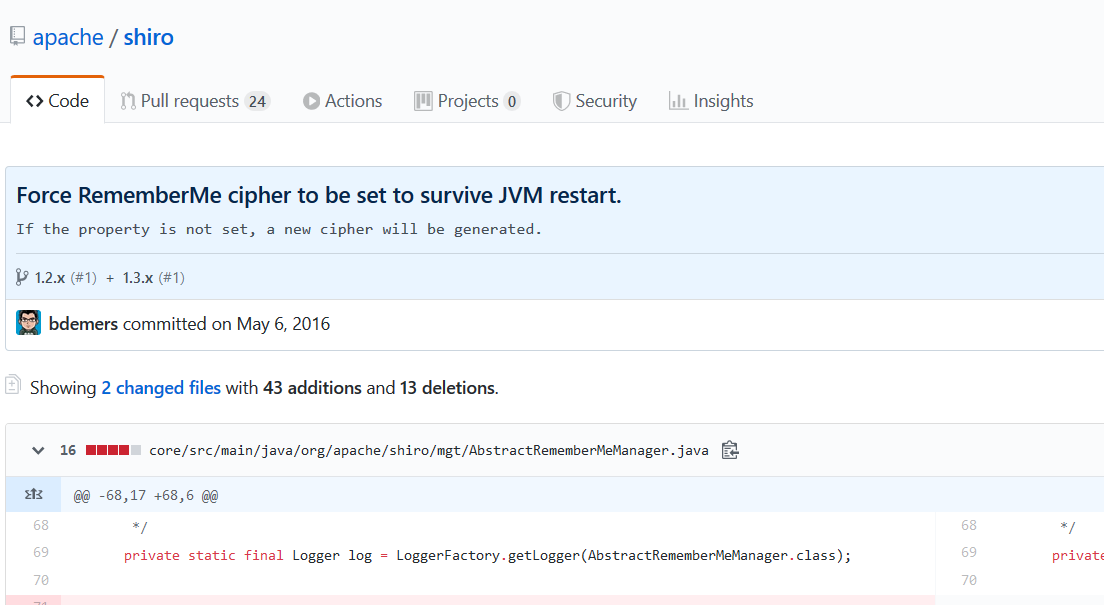 apache / shiro
Code Pull requests 24 Actions Projects 0 Security Insights
Force RememberMe cipher to be set to survive JVM restart.
If the property is not set, a new cipher will be generated.
1.2.x (#1) + 1.3.x (#1)
bdemers committed on May 6, 2016
Showing 2 changed files with 43 additions and 13 deletions.
16 core/src/main/java/org/apache/shiro/mgt/AbstractRememberMeManager.java
@@ -68,17 +68,6 @@
68 */ 68 */
69 private static final Logger log = LoggerFactory.getLogger(AbstractRememberMeManager.class); 69 private
70 70